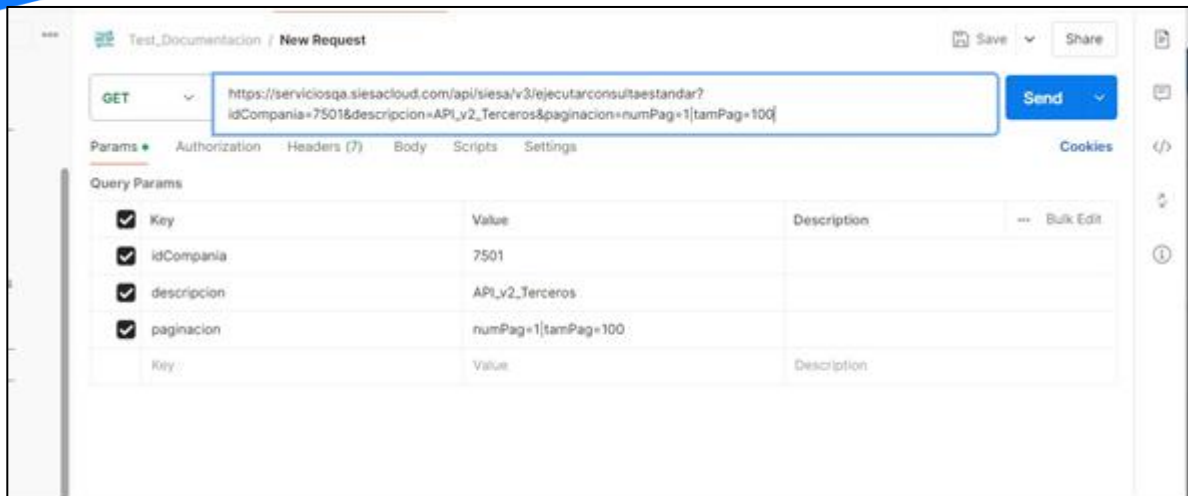 Test_Documentacion / New Request
Save
Share
GET
https://serviciosqa.siesacloud.com/api/siesa/v3/ejecutarconsultaestandar?
idCompania=7501&descripcion=API_v2_Terceros&paginacion=numPag=1|tamPag=100
Send
Params Authorization Headers (7) Body Scripts Settings
Cookies
Query Params
Key Value Description ••• Bulk Edit
idCompania 7501
descripcion API_v2_Terceros
paginacion numPag=1|tamPag=100
Key Value Description